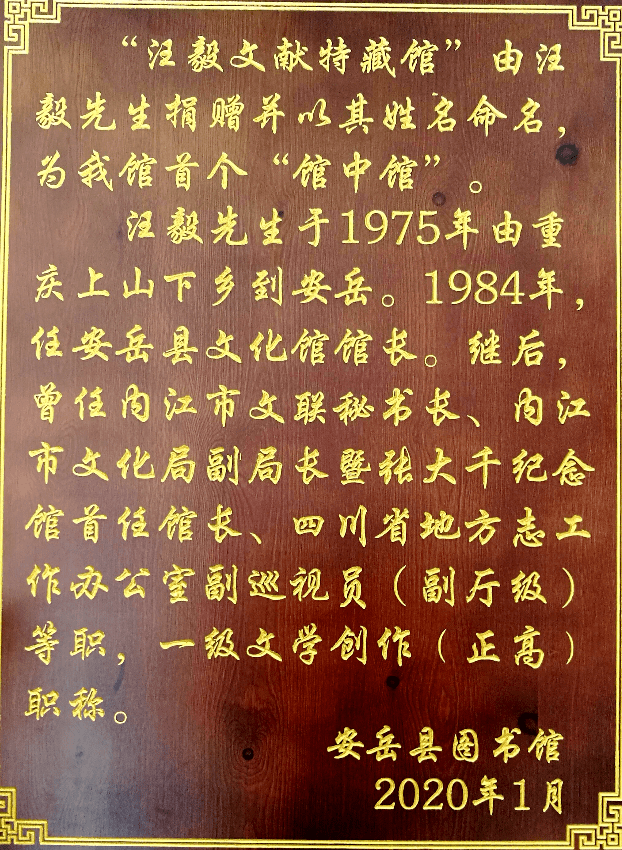 “汪毅文献特藏馆”由汪
毅先生捐赠并以其姓名命名，
为我馆首个“馆中馆”。
汪毅先生于1975年由重
庆上山下乡到安岳。1984年，
任安岳县文化馆馆长。继后，
曾任内江市文联秘书长、内江
市文化局副局长暨张大千纪念
馆首任馆长、四川省地方志工
作办公室副巡视员（副厅级）
等职，一级文学创作（正高）
职称。
安岳县图书馆
2020年1月